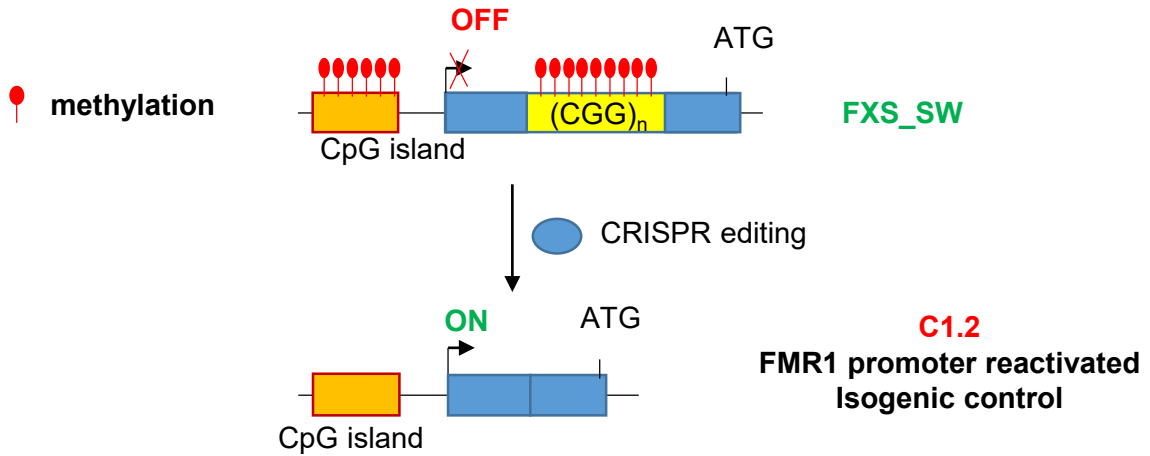 OFF
ATG
methylation
(CGG)n
FXS_SW
CpG island
CRISPR editing
ON
ATG
C1.2
FMR1 promoter reactivated
Isogenic control
CpG island